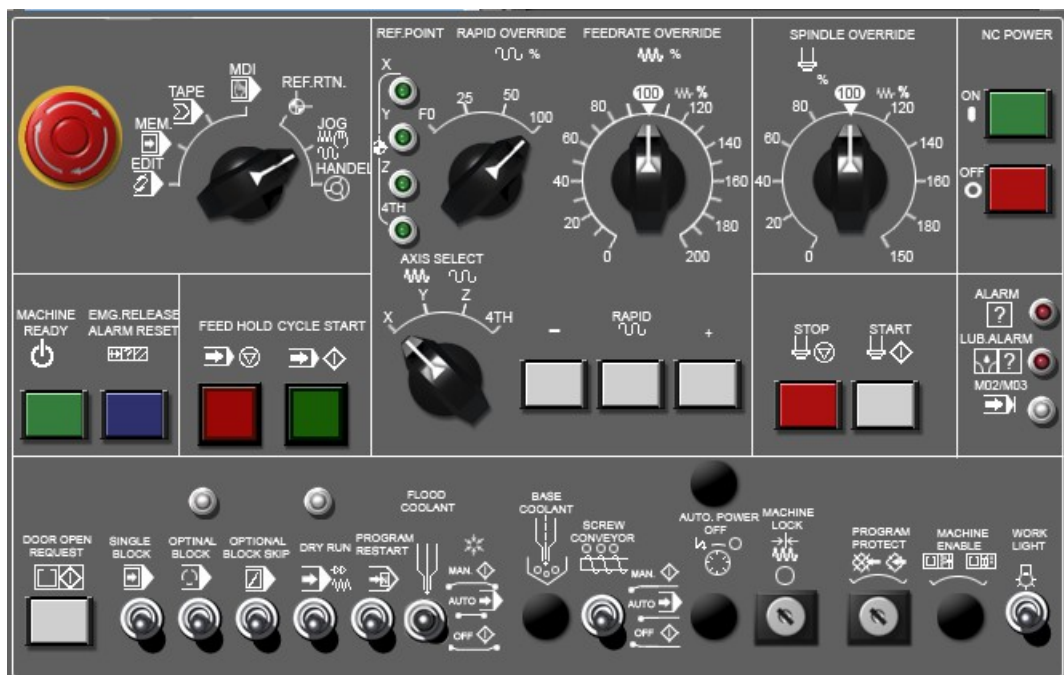 REF.POINT
RAPID OVERRIDE
%
FEEDRATE OVERRIDE
%
SPINDLE OVERRIDE
%
NC POWER
MDI
TAPE
REF.RTN.
MEM.
JOG
EDIT
HANDEL
X
Y
Z
4TH
F0
25
50
100
0
20
40
60
80
100
%
120
140
160
180
200
0
20
40
60
80
100
%
120
140
160
180
150
ON
OFF
AXIS SELECT
X
Y
Z
4TH
MACHINE
READY
EMG.RELEASE
ALARM RESET
?
FEED HOLD
CYCLE START
−
RAPID
+
STOP
START
ALARM
?
LUB.ALARM
?
M02/M03
DOOR OPEN
REQUEST
SINGLE
BLOCK
OPTINAL
BLOCK
OPTIONAL
BLOCK SKIP
DRY RUN
PROGRAM
RESTART
FLOOD
COOLANT
MAN.
AUTO
OFF
BASE
COOLANT
SCREW
CONVEYOR
MAN.
AUTO
OFF
AUTO. POWER
OFF
MACHINE
LOCK
PROGRAM
PROTECT
MACHINE
ENABLE
WORK
LIGHT